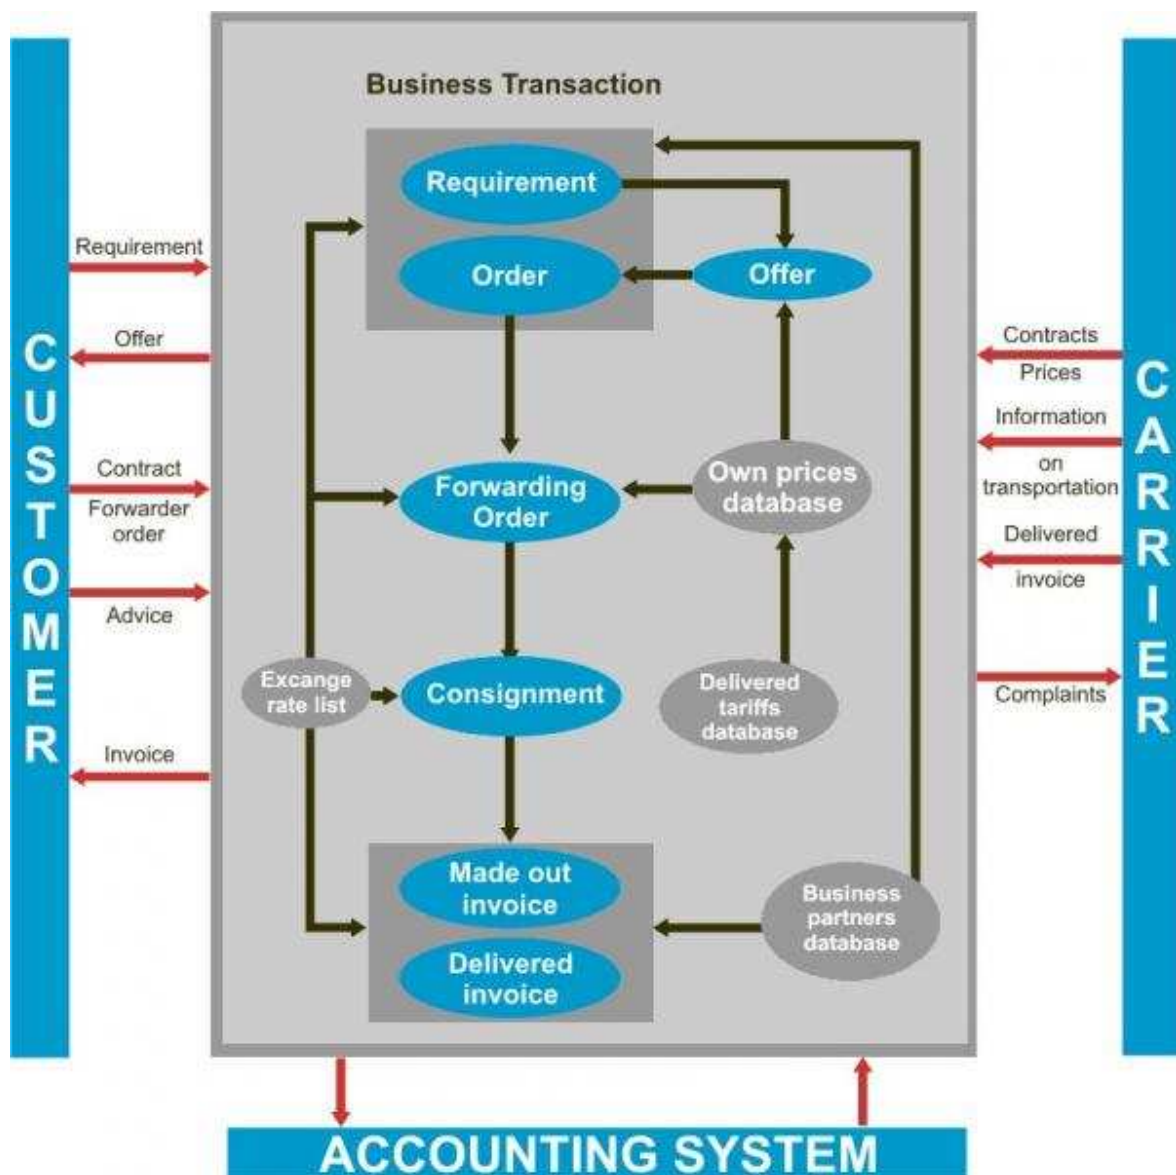 Business Transaction
Requirement
Order
Offer
Forwarding
Order
Own prices
database
Excange
rate list
Consignment
Delivered
tariffs
database
Made out
invoice
Delivered
invoice
Business
partners
database
CUSTOMER
Requirement
Offer
Contract
Forwarder
order
Advice
Invoice
Contracts
Prices
Information
on
transportation
Delivered
invoice
Complaints
CARRIER
ACCOUNTING SYSTEM